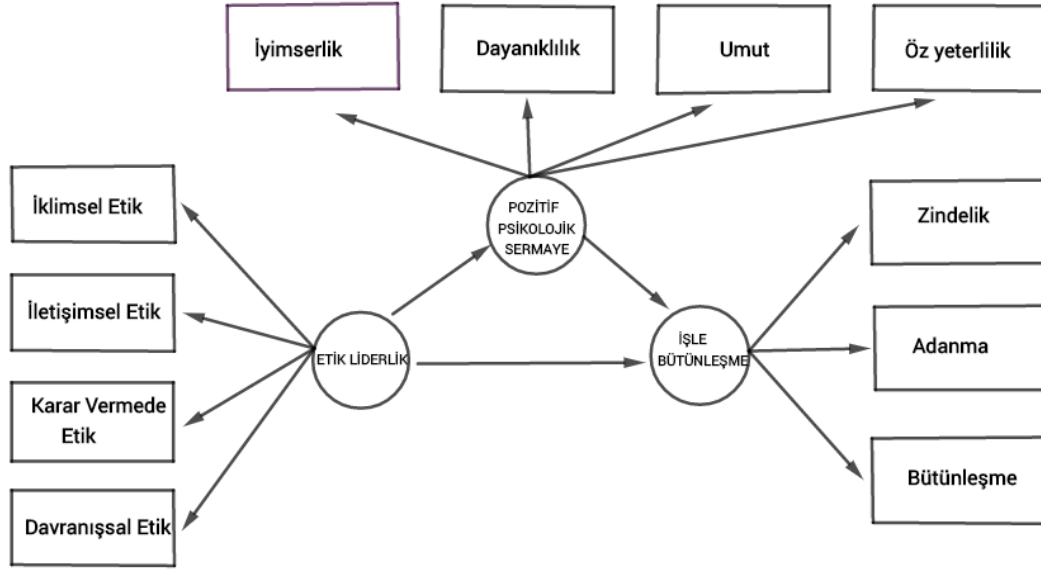 İyimserlik
Dayanıklılık
Umut
Öz yeterlilik
İklimsel Etik
İletişimsel Etik
Karar Vermede
Etik
Davranışsal Etik
POZİTİF
PSİKOLOJİK
SERMAYE
ETİK LİDERLİK
İŞLE
BÜTÜNLEŞME
Zindelik
Adanma
Bütünleşme